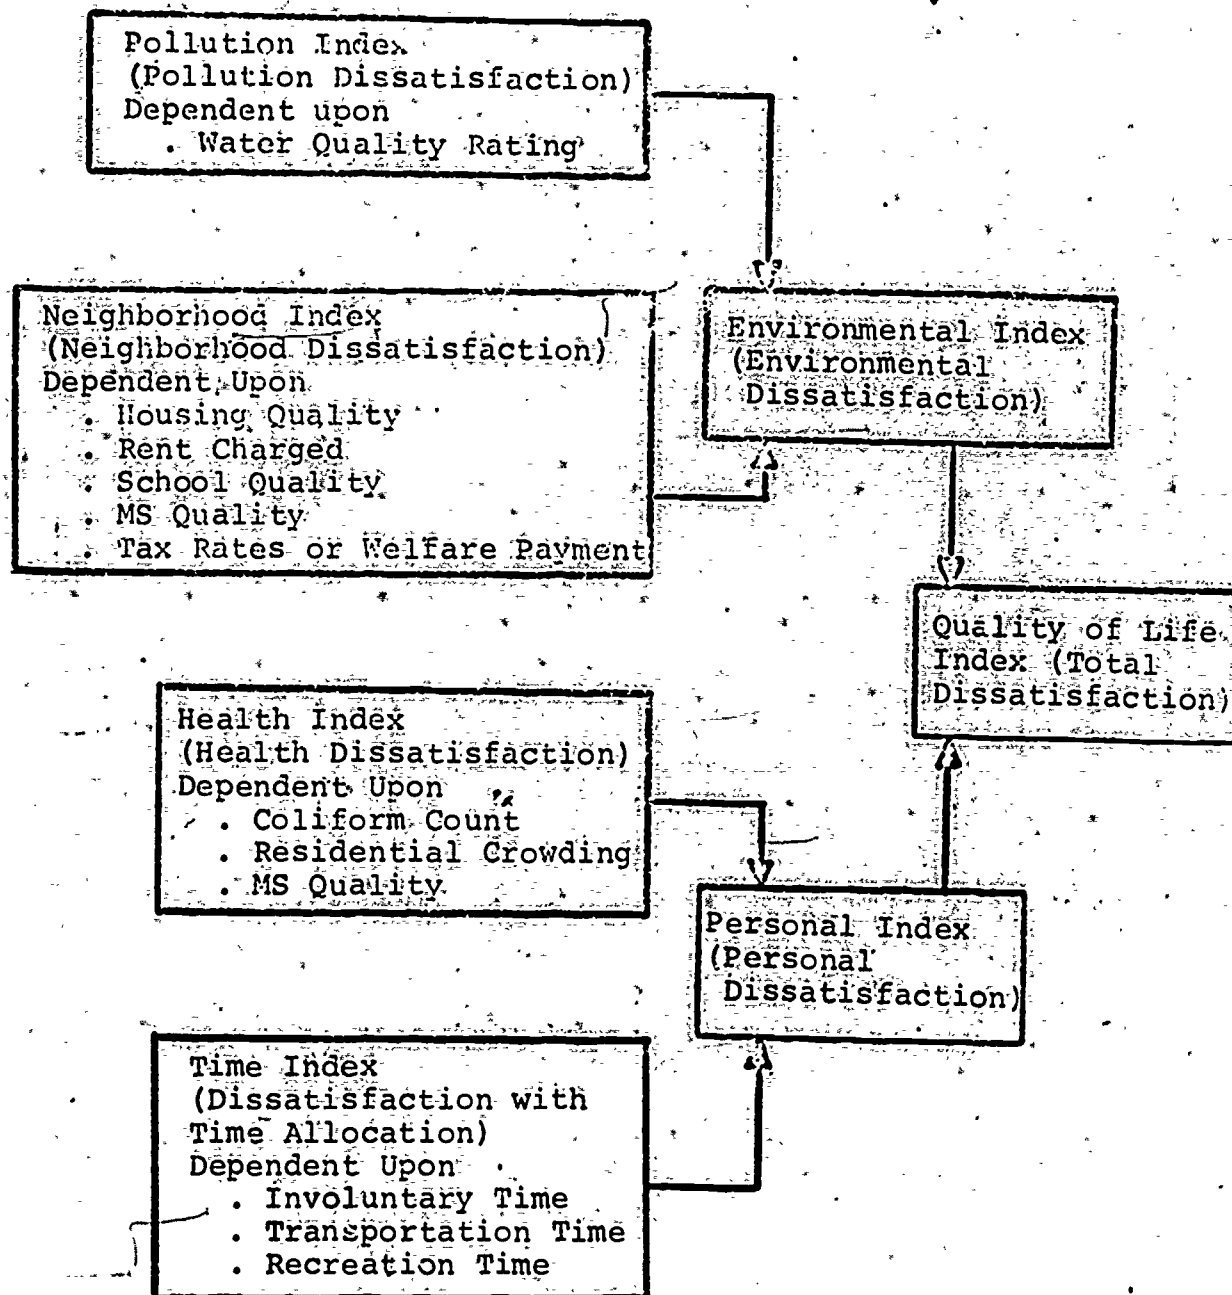 Pollution Index
(Pollution Dissatisfaction)
Dependent upon
. Water Quality Rating
Neighborhood Index
(Neighborhood Dissatisfaction)
Dependent Upon
. Housing Quality
. Rent Charged
. School Quality
. MS Quality
. Tax Rates or Welfare Payment
Environmental Index
(Environmental
Dissatisfaction)
Quality of Life
Index (Total
Dissatisfaction)
Health Index
(Health Dissatisfaction)
Dependent Upon
. Coliform Count
. Residential Crowding
. MS Quality
Personal Index
(Personal
Dissatisfaction)
Time Index
(Dissatisfaction with
Time Allocation)
Dependent Upon
. Involuntary Time
. Transportation Time
. Recreation Time